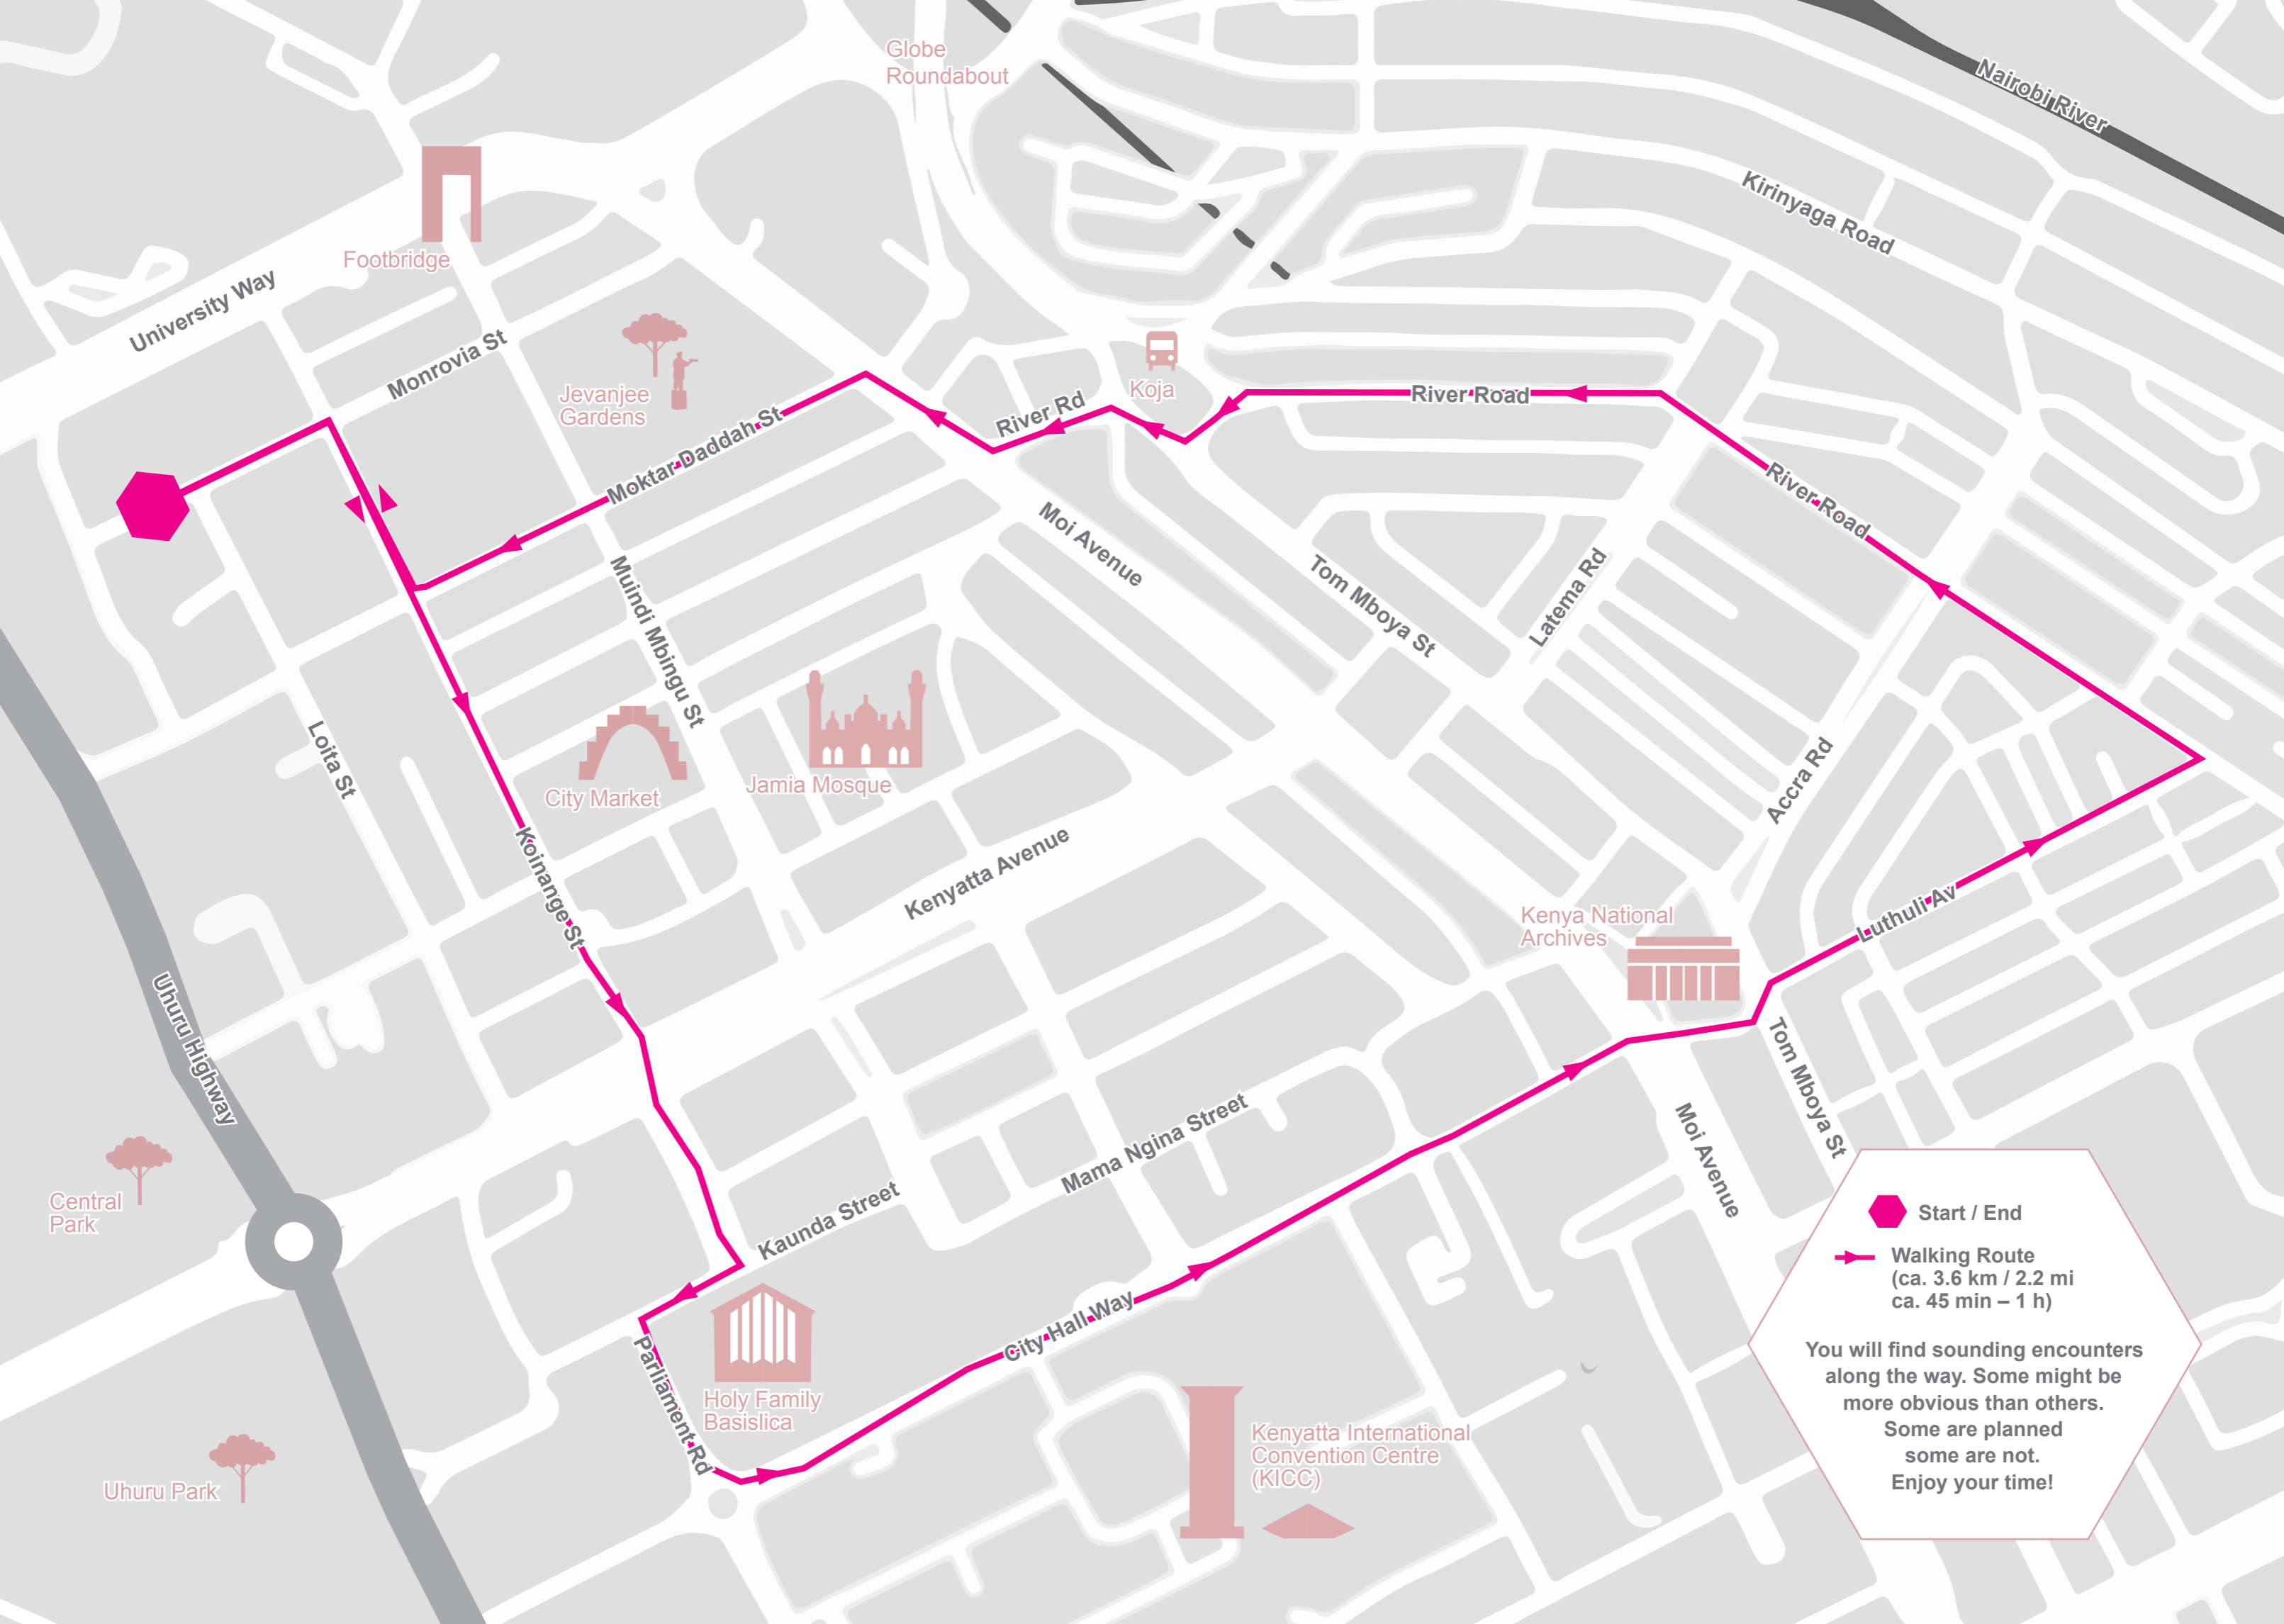 Globe
Roundabout
Nairobi River
Kirinyaga Road
Footbridge
University Way
Monrovia St
Jevanjee
Gardens
Koja
River Rd
River Road
Moktar Daddah St
River Road
Moi Avenue
Tom Mboya St
Latema Rd
Muindi Mbingu St
Loita St
City Market
Jamia Mosque
Accra Rd
Koinange St
Kenyatta Avenue
Kenya National
Archives
Luthuli Av
Uhuru Highway
Tom Mboya St
Moi Avenue
Mama Ngina Street
Kaunda Street
Central
Park
City Hall Way
Parliament Rd
Holy Family
Basislica
Kenyatta International
Convention Centre
(KICC)
Uhuru Park
Start / End
Walking Route
(ca. 3.6 km / 2.2 mi
ca. 45 min – 1 h)
You will find sounding encounters
along the way. Some might be
more obvious than others.
Some are planned
some are not.
Enjoy your time!